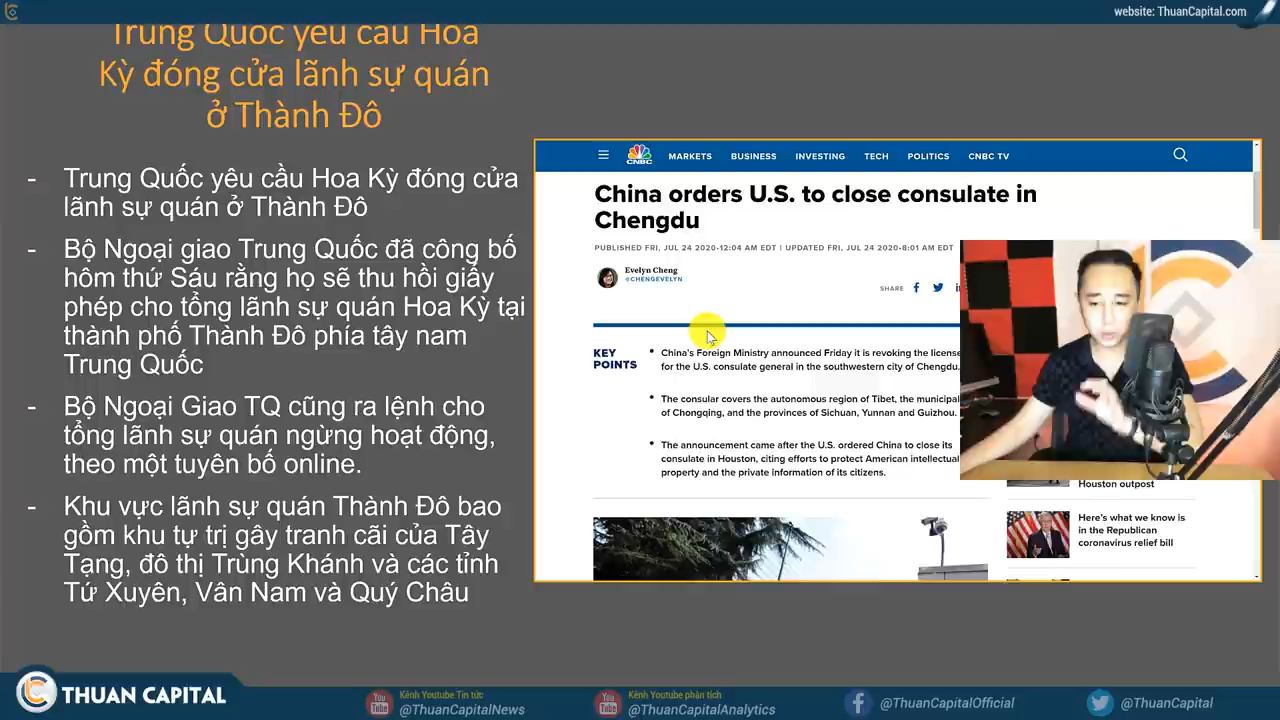 website: ThuanCapital.com
Trung Quốc yêu cầu Hoa
Kỳ đóng cửa lãnh sự quán
ở Thành Đô
- Trung Quốc yêu cầu Hoa Kỳ đóng cửa
lãnh sự quán ở Thành Đô
- Bộ Ngoại giao Trung Quốc đã công bố
hôm thứ Sáu rằng họ sẽ thu hồi giấy
phép cho tổng lãnh sự quán Hoa Kỳ tại
thành phố Thành Đô phía tây nam
Trung Quốc
- Bộ Ngoại Giao TQ cũng ra lệnh cho
tổng lãnh sự quán ngừng hoạt động,
theo một tuyên bố online.
- Khu vực lãnh sự quán Thành Đô bao
gồm khu tự trị gây tranh cãi của Tây
Tạng, đô thị Trùng Khánh và các tỉnh
Tứ Xuyên, Vân Nam và Quý Châu
CNBC MARKETS BUSINESS INVESTING TECH POLITICS CNBC TV
China orders U.S. to close consulate in
Chengdu
PUBLISHED FRI, JUL 24 2020•12:04 AM EDT | UPDATED FRI, JUL 24 2020•8:01 AM EDT
Evelyn Cheng
@CHENGEVELYN
SHARE
KEY
POINTS
• China's Foreign Ministry announced Friday it is revoking the license
for the U.S. consulate general in the southwestern city of Chengdu.
• The consular covers the autonomous region of Tibet, the
of Chongqing, and the provinces of Sichuan, Yunnan and Guizhou.
• The announcement came after the U.S. ordered China to close its
consulate in Houston, citing efforts to protect American intellectual
property and the private information of its citizens.
Houston outpost
Here's what we know is
in the Republican
coronavirus relief bill
THUAN CAPITAL
You Tube
Kênh Youtube Tin tức
@ThuanCapitalNews
You Tube
Kênh Youtube phân tích
@ThuanCapitalAnalytics
@ThuanCapitalOfficial
@ThuanCapital